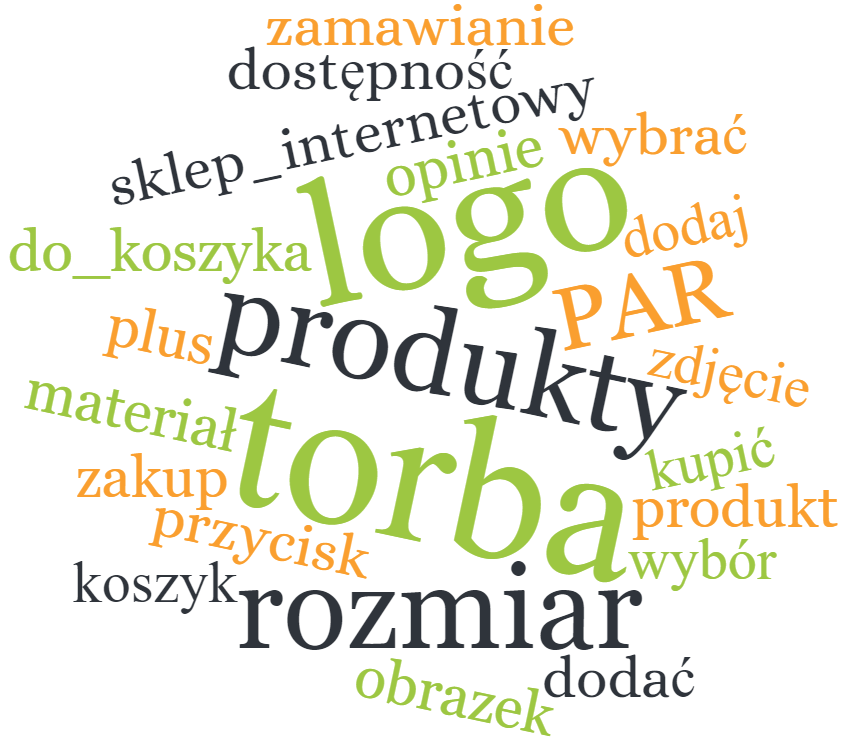 zamawianie
dostępność
sklep_internetowy
opinie
wybrać
logo
dodaj
do_koszyka
PAR
plus
produkty
zdjęcie
materiał
torba
kupić
zakup
produkt
przycisk
wybór
koszyk
rozmiar
dodać
obrazek